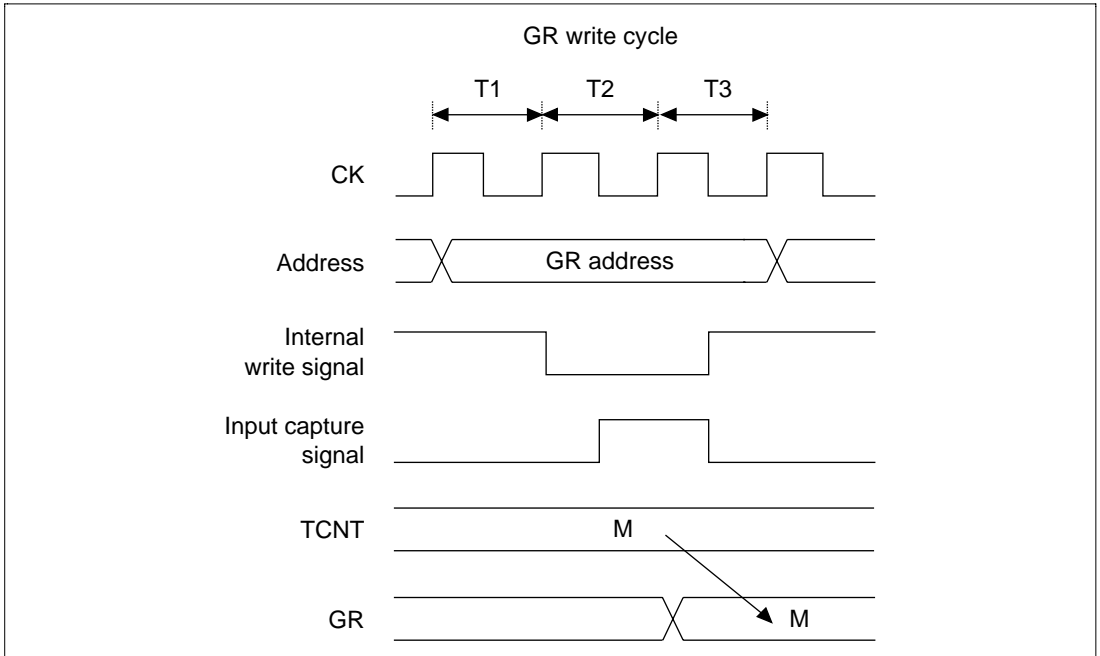 GR write cycle
T1 T2 T3
CK
Address GR address
Internal
write signal
Input capture
signal
TCNT M
GR M